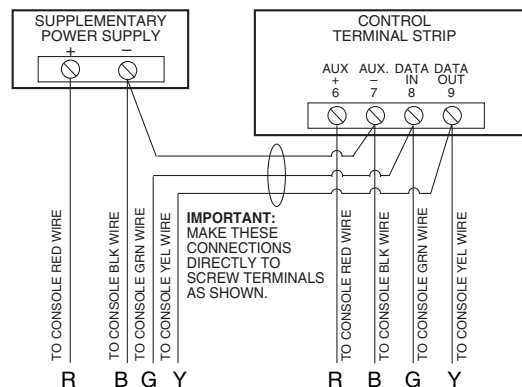 SUPPLEMENTARY
POWER SUPPLY
+ –
CONTROL
TERMINAL STRIP
AUX AUX. DATA DATA
+ – IN OUT
6 7 8 9
IMPORTANT:
MAKE THESE
CONNECTIONS
DIRECTLY TO
SCREW TERMINALS
AS SHOWN.
TO CONSOLE RED WIRE
TO CONSOLE BLK WIRE
TO CONSOLE GRN WIRE
TO CONSOLE YEL WIRE
TO CONSOLE RED WIRE
TO CONSOLE BLK WIRE
TO CONSOLE GRN WIRE
TO CONSOLE YEL WIRE
R B G Y
R B G Y